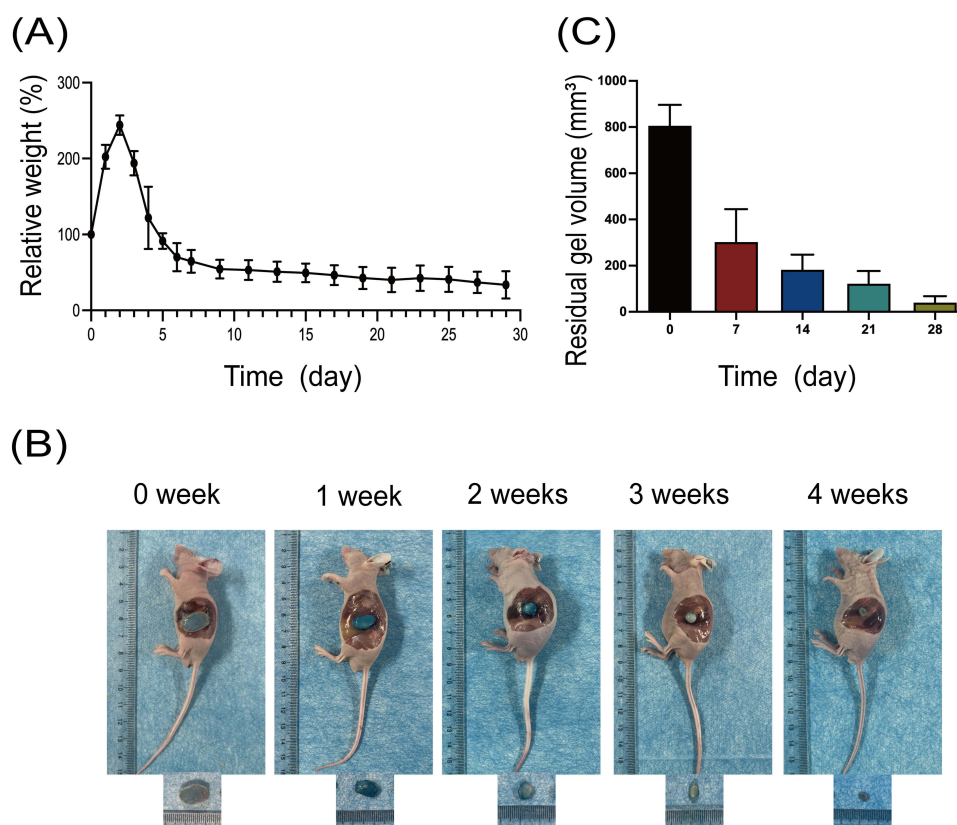 (A)
Relative weight (%)
300
200
100
0
0 5 10 15 20 25 30
Time (day)
(C)
Residual gel volume (mm³)
1000
800
600
400
200
0
0 7 14 21 28
Time (day)
(B)
0 week 1 week 2 weeks 3 weeks 4 weeks